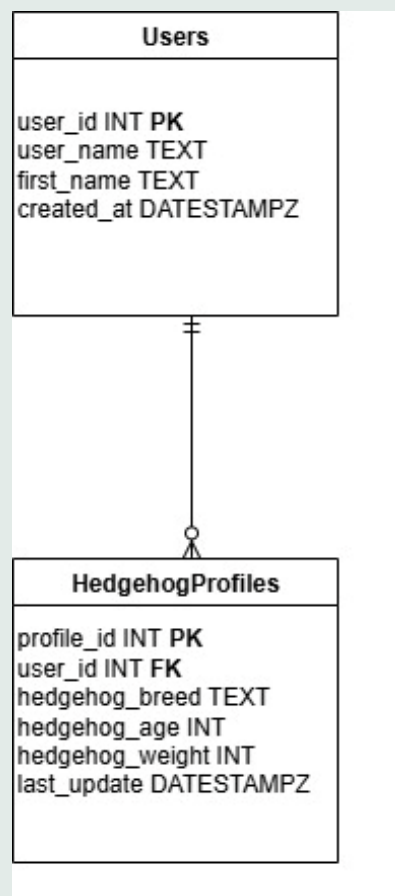 Users
user_id INT PK
user_name TEXT
first_name TEXT
created_at DATESTAMPZ
HedgehogProfiles
profile_id INT PK
user_id INT FK
hedgehog_breed TEXT
hedgehog_age INT
hedgehog_weight INT
last_update DATESTAMPZ